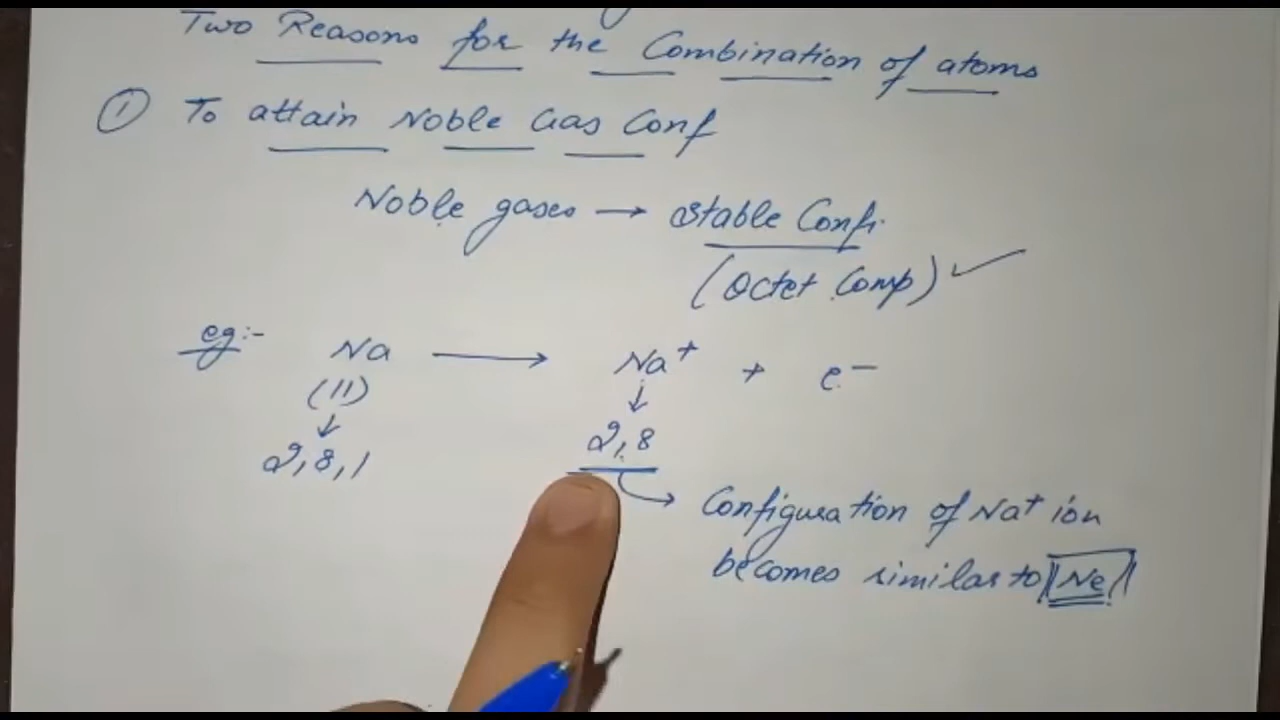 Two Reasons for the Combination of atoms
① To attain Noble Gas Conf
Noble gases → stable Confi.
(Octet Comp) ✓
eg:- Na → Na⁺ + e⁻
(11) ↓
↓ 2,8
2,8,1
Configuration of Na⁺ ion
becomes similar to Ne